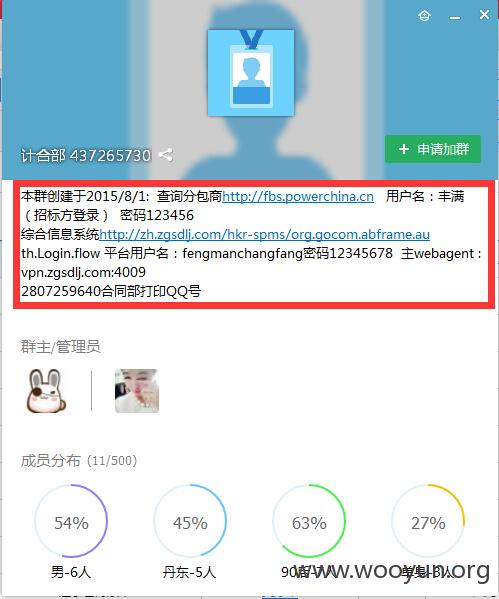 计合部 437265730
申请加群
本群创建于2015/8/1: 查询分包商http://fbs.powerchina.cn 用户名：丰满
（招标方登录） 密码123456
综合信息系统http://zh.zgsdlj.com/hkr-spms/org.gocom.abframe.au
th.Login.flow 平台用户名：fengmanchangfang密码12345678 主webagent：
vpn.zgsdlj.com:4009
2807259640合同部打印QQ号
群主/管理员
成员分布 (11/500)
54% 45% 63% 27%
男-6人 丹东-5人 90后-7人 单身-3人
www.wooyun.org